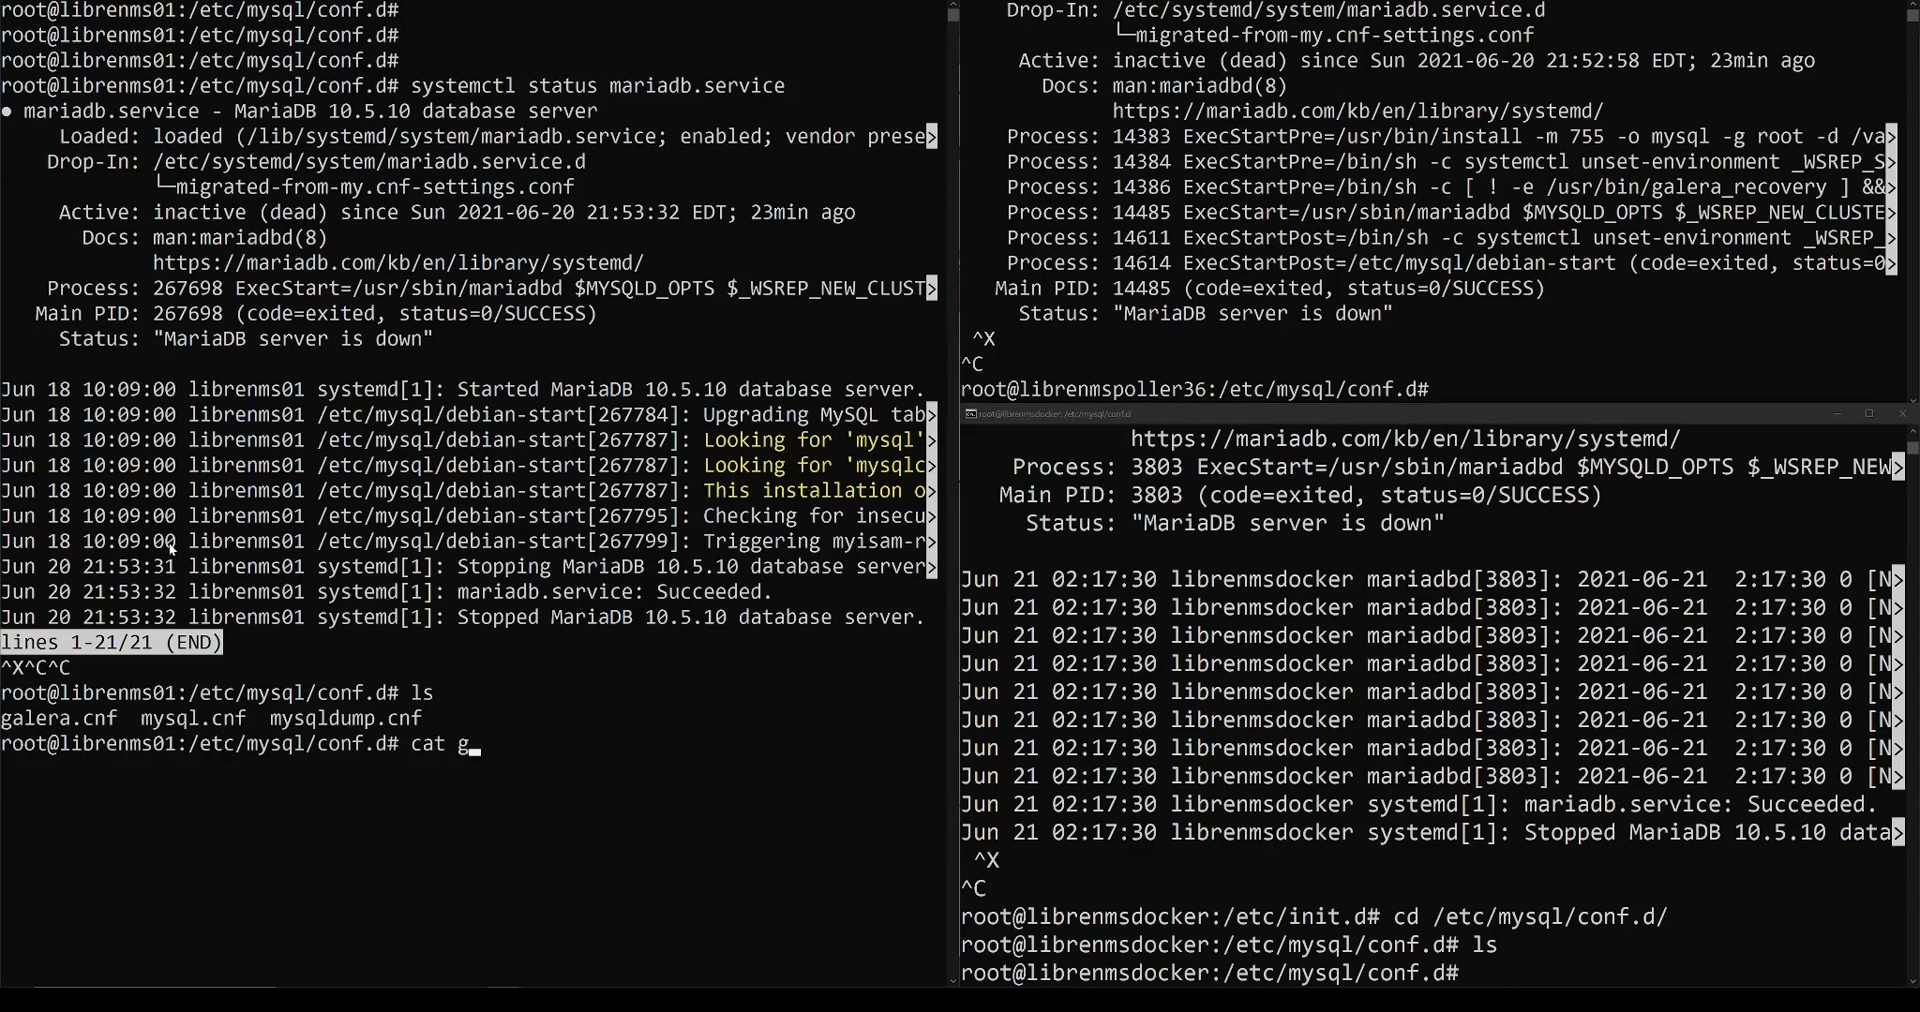 root@librenms01:/etc/mysql/conf.d#
root@librenms01:/etc/mysql/conf.d#
root@librenms01:/etc/mysql/conf.d#
root@librenms01:/etc/mysql/conf.d# systemctl status mariadb.service
● mariadb.service - MariaDB 10.5.10 database server
Loaded: loaded (/lib/systemd/system/mariadb.service; enabled; vendor prese>
Drop-In: /etc/systemd/system/mariadb.service.d
└─migrated-from-my.cnf-settings.conf
Active: inactive (dead) since Sun 2021-06-20 21:53:32 EDT; 23min ago
Docs: man:mariadbd(8)
https://mariadb.com/kb/en/library/systemd/
Process: 267698 ExecStart=/usr/sbin/mariadbd $MYSQLD_OPTS $_WSREP_NEW_CLUST>
Main PID: 267698 (code=exited, status=0/SUCCESS)
Status: "MariaDB server is down"
Jun 18 10:09:00 librenms01 systemd[1]: Started MariaDB 10.5.10 database server.
Jun 18 10:09:00 librenms01 /etc/mysql/debian-start[267784]: Upgrading MySQL tab>
Jun 18 10:09:00 librenms01 /etc/mysql/debian-start[267787]: Looking for 'mysql'>
Jun 18 10:09:00 librenms01 /etc/mysql/debian-start[267787]: Looking for 'mysqlc>
Jun 18 10:09:00 librenms01 /etc/mysql/debian-start[267787]: This installation o>
Jun 18 10:09:00 librenms01 /etc/mysql/debian-start[267795]: Checking for insecu>
Jun 18 10:09:00 librenms01 /etc/mysql/debian-start[267799]: Triggering myisam-r>
Jun 20 21:53:31 librenms01 systemd[1]: Stopping MariaDB 10.5.10 database server>
Jun 20 21:53:32 librenms01 systemd[1]: mariadb.service: Succeeded.
Jun 20 21:53:32 librenms01 systemd[1]: Stopped MariaDB 10.5.10 database server.
lines 1-21/21 (END)
^X^C^C
root@librenms01:/etc/mysql/conf.d# ls
galera.cnf mysql.cnf mysqldump.cnf
root@librenms01:/etc/mysql/conf.d# cat g
Drop-In: /etc/systemd/system/mariadb.service.d
└─migrated-from-my.cnf-settings.conf
Active: inactive (dead) since Sun 2021-06-20 21:52:58 EDT; 23min ago
Docs: man:mariadbd(8)
https://mariadb.com/kb/en/library/systemd/
Process: 14383 ExecStartPre=/usr/bin/install -m 755 -o mysql -g root -d /va>
Process: 14384 ExecStartPre=/bin/sh -c systemctl unset-environment _WSREP_S>
Process: 14386 ExecStartPre=/bin/sh -c [ ! -e /usr/bin/galera_recovery ] &&>
Process: 14485 ExecStart=/usr/sbin/mariadbd $MYSQLD_OPTS $_WSREP_NEW_CLUSTE>
Process: 14611 ExecStartPost=/bin/sh -c systemctl unset-environment _WSREP_>
Process: 14614 ExecStartPost=/etc/mysql/debian-start (code=exited, status=0>
Main PID: 14485 (code=exited, status=0/SUCCESS)
Status: "MariaDB server is down"
^X
^C
root@librenmspoller36:/etc/mysql/conf.d#
root@librenmsdocker: /etc/mysql/conf.d
https://mariadb.com/kb/en/library/systemd/
Process: 3803 ExecStart=/usr/sbin/mariadbd $MYSQLD_OPTS $_WSREP_NEW>
Main PID: 3803 (code=exited, status=0/SUCCESS)
Status: "MariaDB server is down"
Jun 21 02:17:30 librenmsdocker mariadbd[3803]: 2021-06-21 2:17:30 0 [N>
Jun 21 02:17:30 librenmsdocker mariadbd[3803]: 2021-06-21 2:17:30 0 [N>
Jun 21 02:17:30 librenmsdocker mariadbd[3803]: 2021-06-21 2:17:30 0 [N>
Jun 21 02:17:30 librenmsdocker mariadbd[3803]: 2021-06-21 2:17:30 0 [N>
Jun 21 02:17:30 librenmsdocker mariadbd[3803]: 2021-06-21 2:17:30 0 [N>
Jun 21 02:17:30 librenmsdocker mariadbd[3803]: 2021-06-21 2:17:30 0 [N>
Jun 21 02:17:30 librenmsdocker mariadbd[3803]: 2021-06-21 2:17:30 0 [N>
Jun 21 02:17:30 librenmsdocker mariadbd[3803]: 2021-06-21 2:17:30 0 [N>
Jun 21 02:17:30 librenmsdocker systemd[1]: mariadb.service: Succeeded.
Jun 21 02:17:30 librenmsdocker systemd[1]: Stopped MariaDB 10.5.10 data>
^X
^C
root@librenmsdocker:/etc/init.d# cd /etc/mysql/conf.d/
root@librenmsdocker:/etc/mysql/conf.d# ls
root@librenmsdocker:/etc/mysql/conf.d#